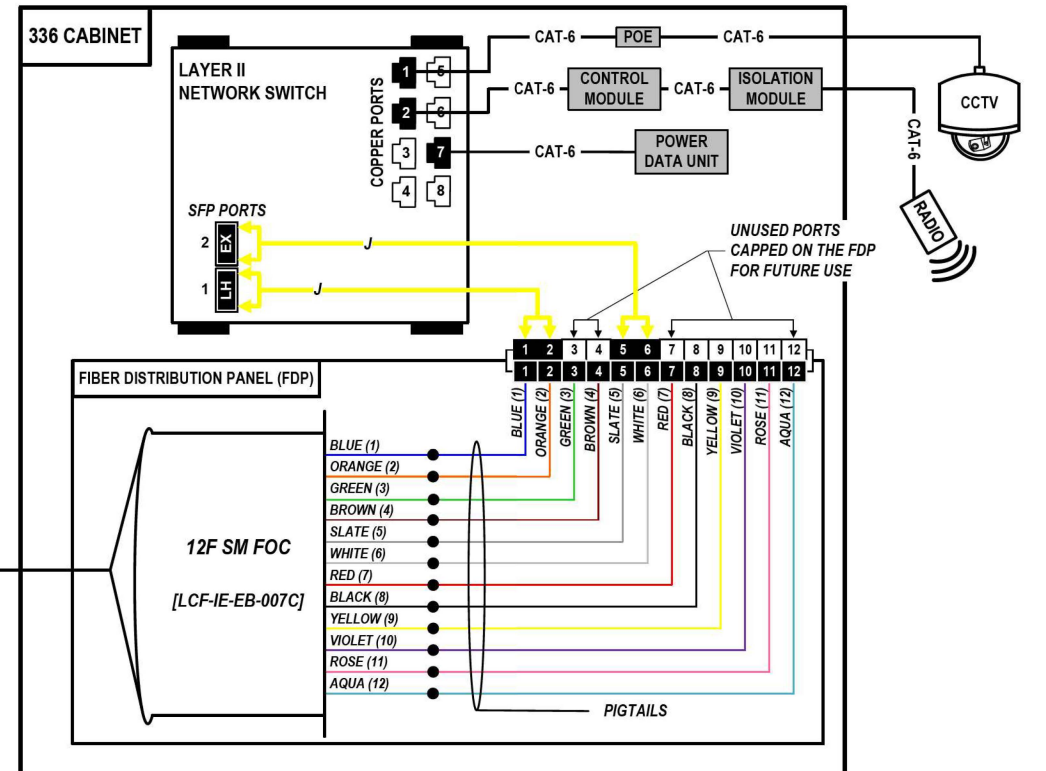 336 CABINET
LAYER II
NETWORK SWITCH
COPPER PORTS
1
5
2
6
3
7
4
8
CAT-6
POE
CAT-6
CAT-6
CONTROL
MODULE
CAT-6
ISOLATION
MODULE
CAT-6
POWER
DATA UNIT
CCTV
CAT-6
RADIO
SFP PORTS
2
EX
1
LH
J
J
UNUSED PORTS
CAPPED ON THE FDP
FOR FUTURE USE
1 2 3 4 5 6 7 8 9 10 11 12
1 2 3 4 5 6 7 8 9 10 11 12
FIBER DISTRIBUTION PANEL (FDP)
BLUE (1)
ORANGE (2)
GREEN (3)
BROWN (4)
SLATE (5)
WHITE (6)
RED (7)
BLACK (8)
YELLOW (9)
VIOLET (10)
ROSE (11)
AQUA (12)
12F SM FOC
[LCF-IE-EB-007C]
BLUE (1)
ORANGE (2)
GREEN (3)
BROWN (4)
SLATE (5)
WHITE (6)
RED (7)
BLACK (8)
YELLOW (9)
VIOLET (10)
ROSE (11)
AQUA (12)
PIGTAILS